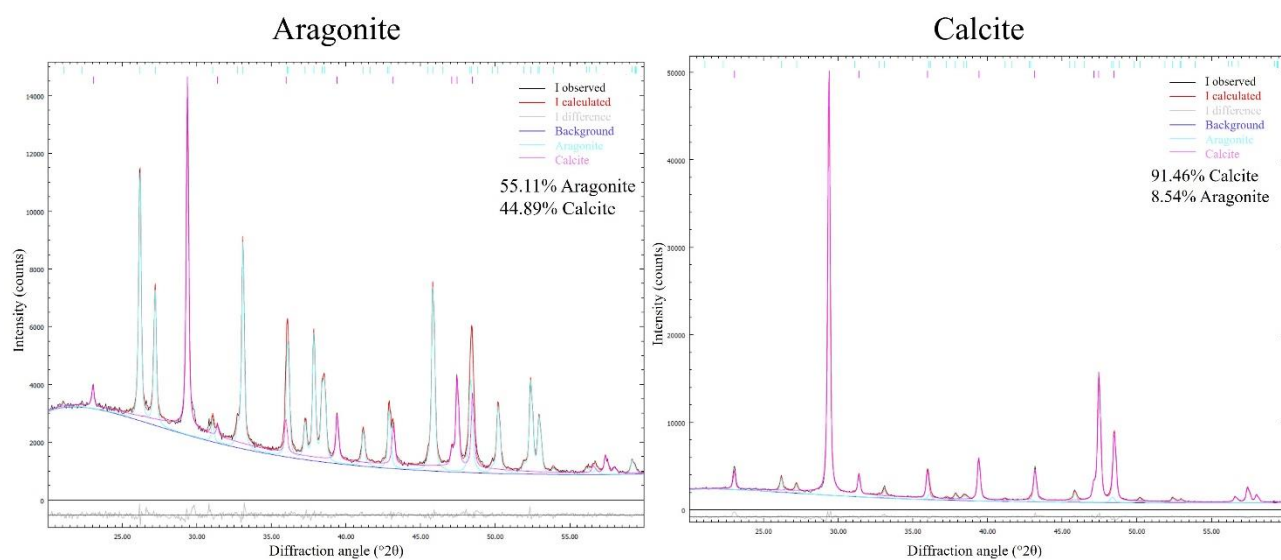 Aragonite
14000
12000
10000
8000
6000
4000
2000
0
Intensity (counts)
I observed
I calculated
I difference
Background
Aragonite
Calcite
55.11% Aragonite
44.89% Calcite
25.00 30.00 35.00 40.00 45.00 50.00 55.00
Diffraction angle (°2θ)
Calcite
50000
40000
30000
20000
10000
0
Intensity (counts)
I observed
I calculated
I difference
Background
Aragonite
Calcite
91.46% Calcite
8.54% Aragonite
25.00 30.00 35.00 40.00 45.00 50.00 55.00
Diffraction angle (°2θ)